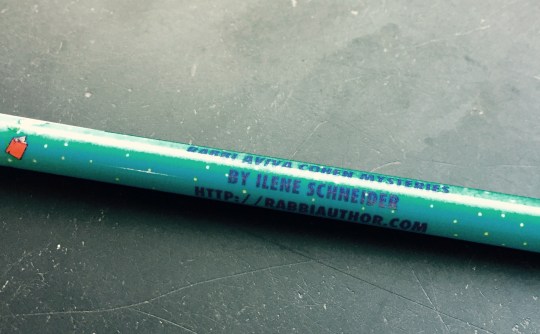 RABBI AVIVA COHEN MYSTERIES
BY ILENE SCHNEIDER
HTTP://RABBIAUTHOR.COM